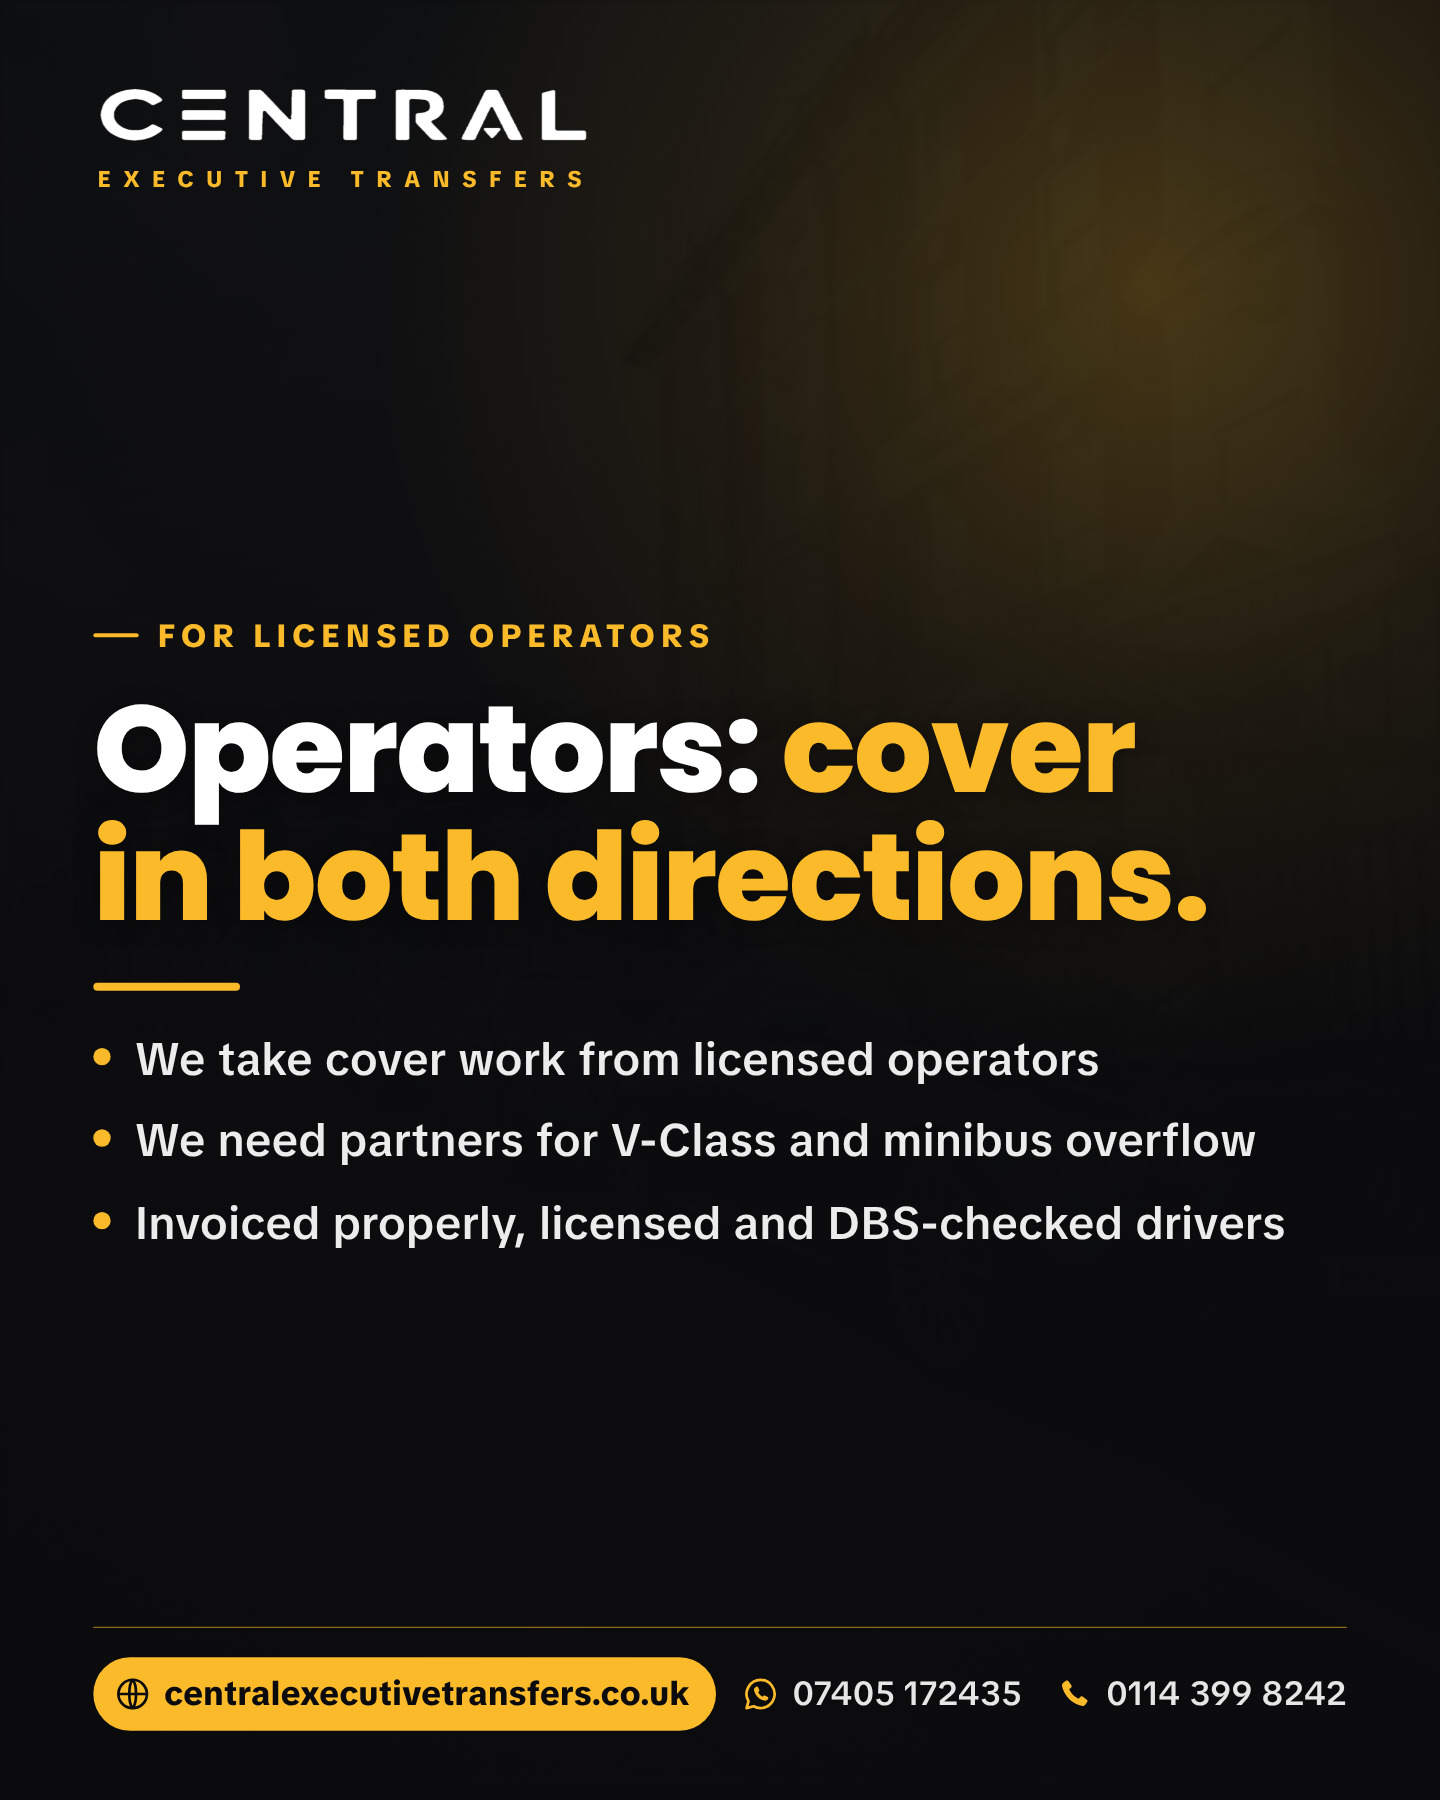 CENTRAL
EXECUTIVE TRANSFERS
FOR LICENSED OPERATORS
Operators: cover
in both directions.
We take cover work from licensed operators
We need partners for V-Class and minibus overflow
Invoiced properly, licensed and DBS-checked drivers
centralexecutivetransfers.co.uk 07405 172435 0114 399 8242